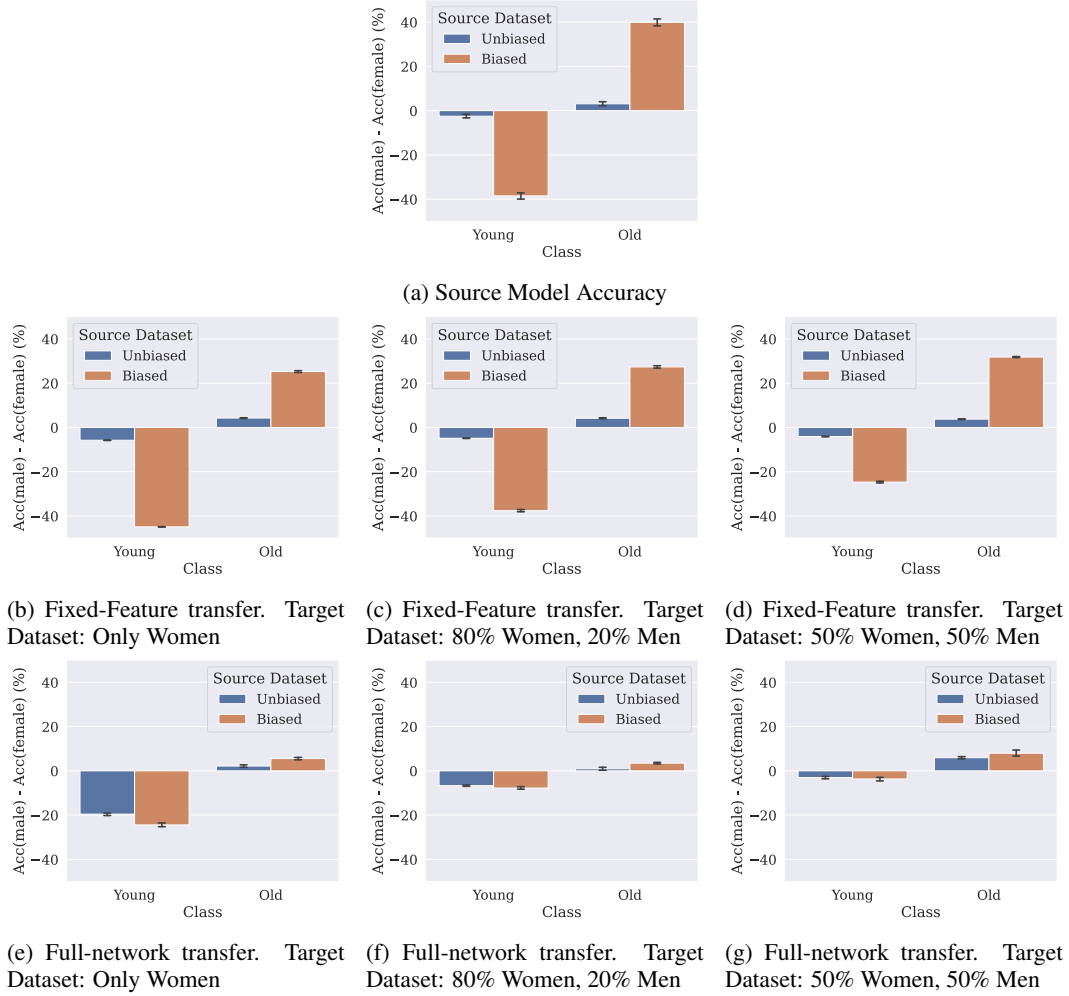 Acc(male) - Acc(female) (%)
40
20
0
−20
−40
Source Dataset
Unbiased
Biased
Young
Old
Class
(a) Source Model Accuracy
Acc(male) - Acc(female) (%)
40
20
0
−20
−40
Source Dataset
Unbiased
Biased
Young
Old
Class
(b) Fixed-Feature transfer. Target
Dataset: Only Women
Acc(male) - Acc(female) (%)
40
20
0
−20
−40
Source Dataset
Unbiased
Biased
Young
Old
Class
(c) Fixed-Feature transfer. Target
Dataset: 80% Women, 20% Men
Acc(male) - Acc(female) (%)
40
20
0
−20
−40
Source Dataset
Unbiased
Biased
Young
Old
Class
(d) Fixed-Feature transfer. Target
Dataset: 50% Women, 50% Men
Acc(male) - Acc(female) (%)
40
20
0
−20
−40
Source Dataset
Unbiased
Biased
Young
Old
Class
(e) Full-network transfer. Target
Dataset: Only Women
Acc(male) - Acc(female) (%)
40
20
0
−20
−40
Source Dataset
Unbiased
Biased
Young
Old
Class
(f) Full-network transfer. Target
Dataset: 80% Women, 20% Men
Acc(male) - Acc(female) (%)
40
20
0
−20
−40
Source Dataset
Unbiased
Biased
Young
Old
Class
(g) Full-network transfer. Target
Dataset: 50% Women, 50% Men